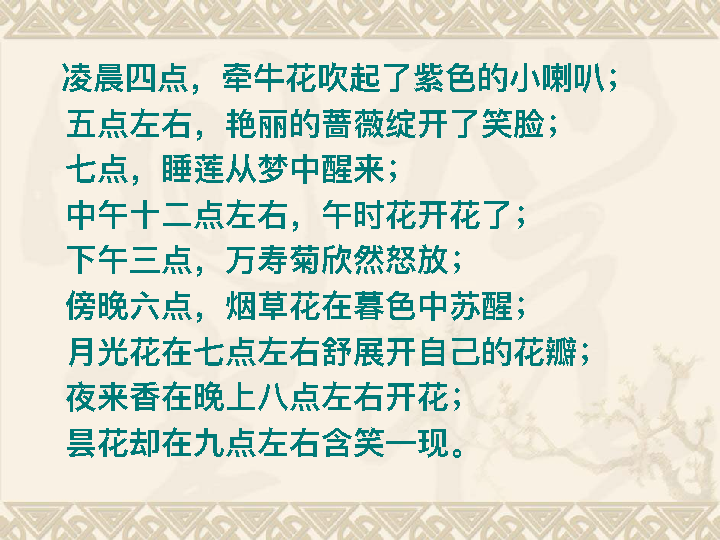 凌晨四点，牵牛花吹起了紫色的小喇叭；
五点左右，艳丽的蔷薇绽开了笑脸；
七点，睡莲从梦中醒来；
中午十二点左右，午时花开花了；
下午三点，万寿菊欣然怒放；
傍晚六点，烟草花在暮色中苏醒；
月光花在七点左右舒展开自己的花瓣；
夜来香在晚上八点左右开花；
昙花却在九点左右含笑一现。